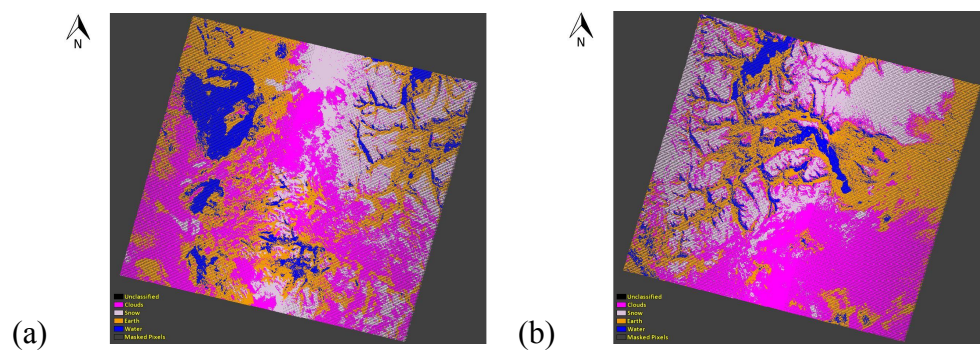 N
N
Unclassified
Clouds
Snow
Earth
Water
Masked Pixels
Unclassified
Clouds
Snow
Earth
Water
Masked Pixels
(a)
(b)